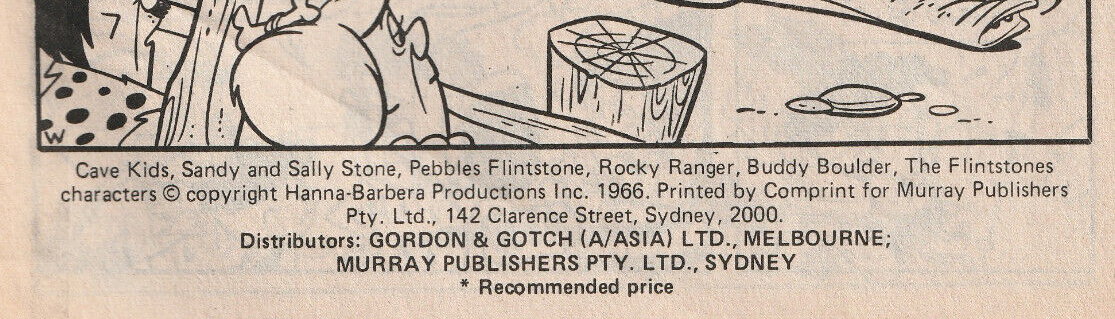 7
W
Cave Kids, Sandy and Sally Stone, Pebbles Flintstone, Rocky Ranger, Buddy Boulder, The Flintstones
characters © copyright Hanna-Barbera Productions Inc. 1966. Printed by Comprint for Murray Publishers
Pty. Ltd., 142 Clarence Street, Sydney, 2000.
Distributors: GORDON & GOTCH (A/ASIA) LTD., MELBOURNE;
MURRAY PUBLISHERS PTY. LTD., SYDNEY
* Recommended price